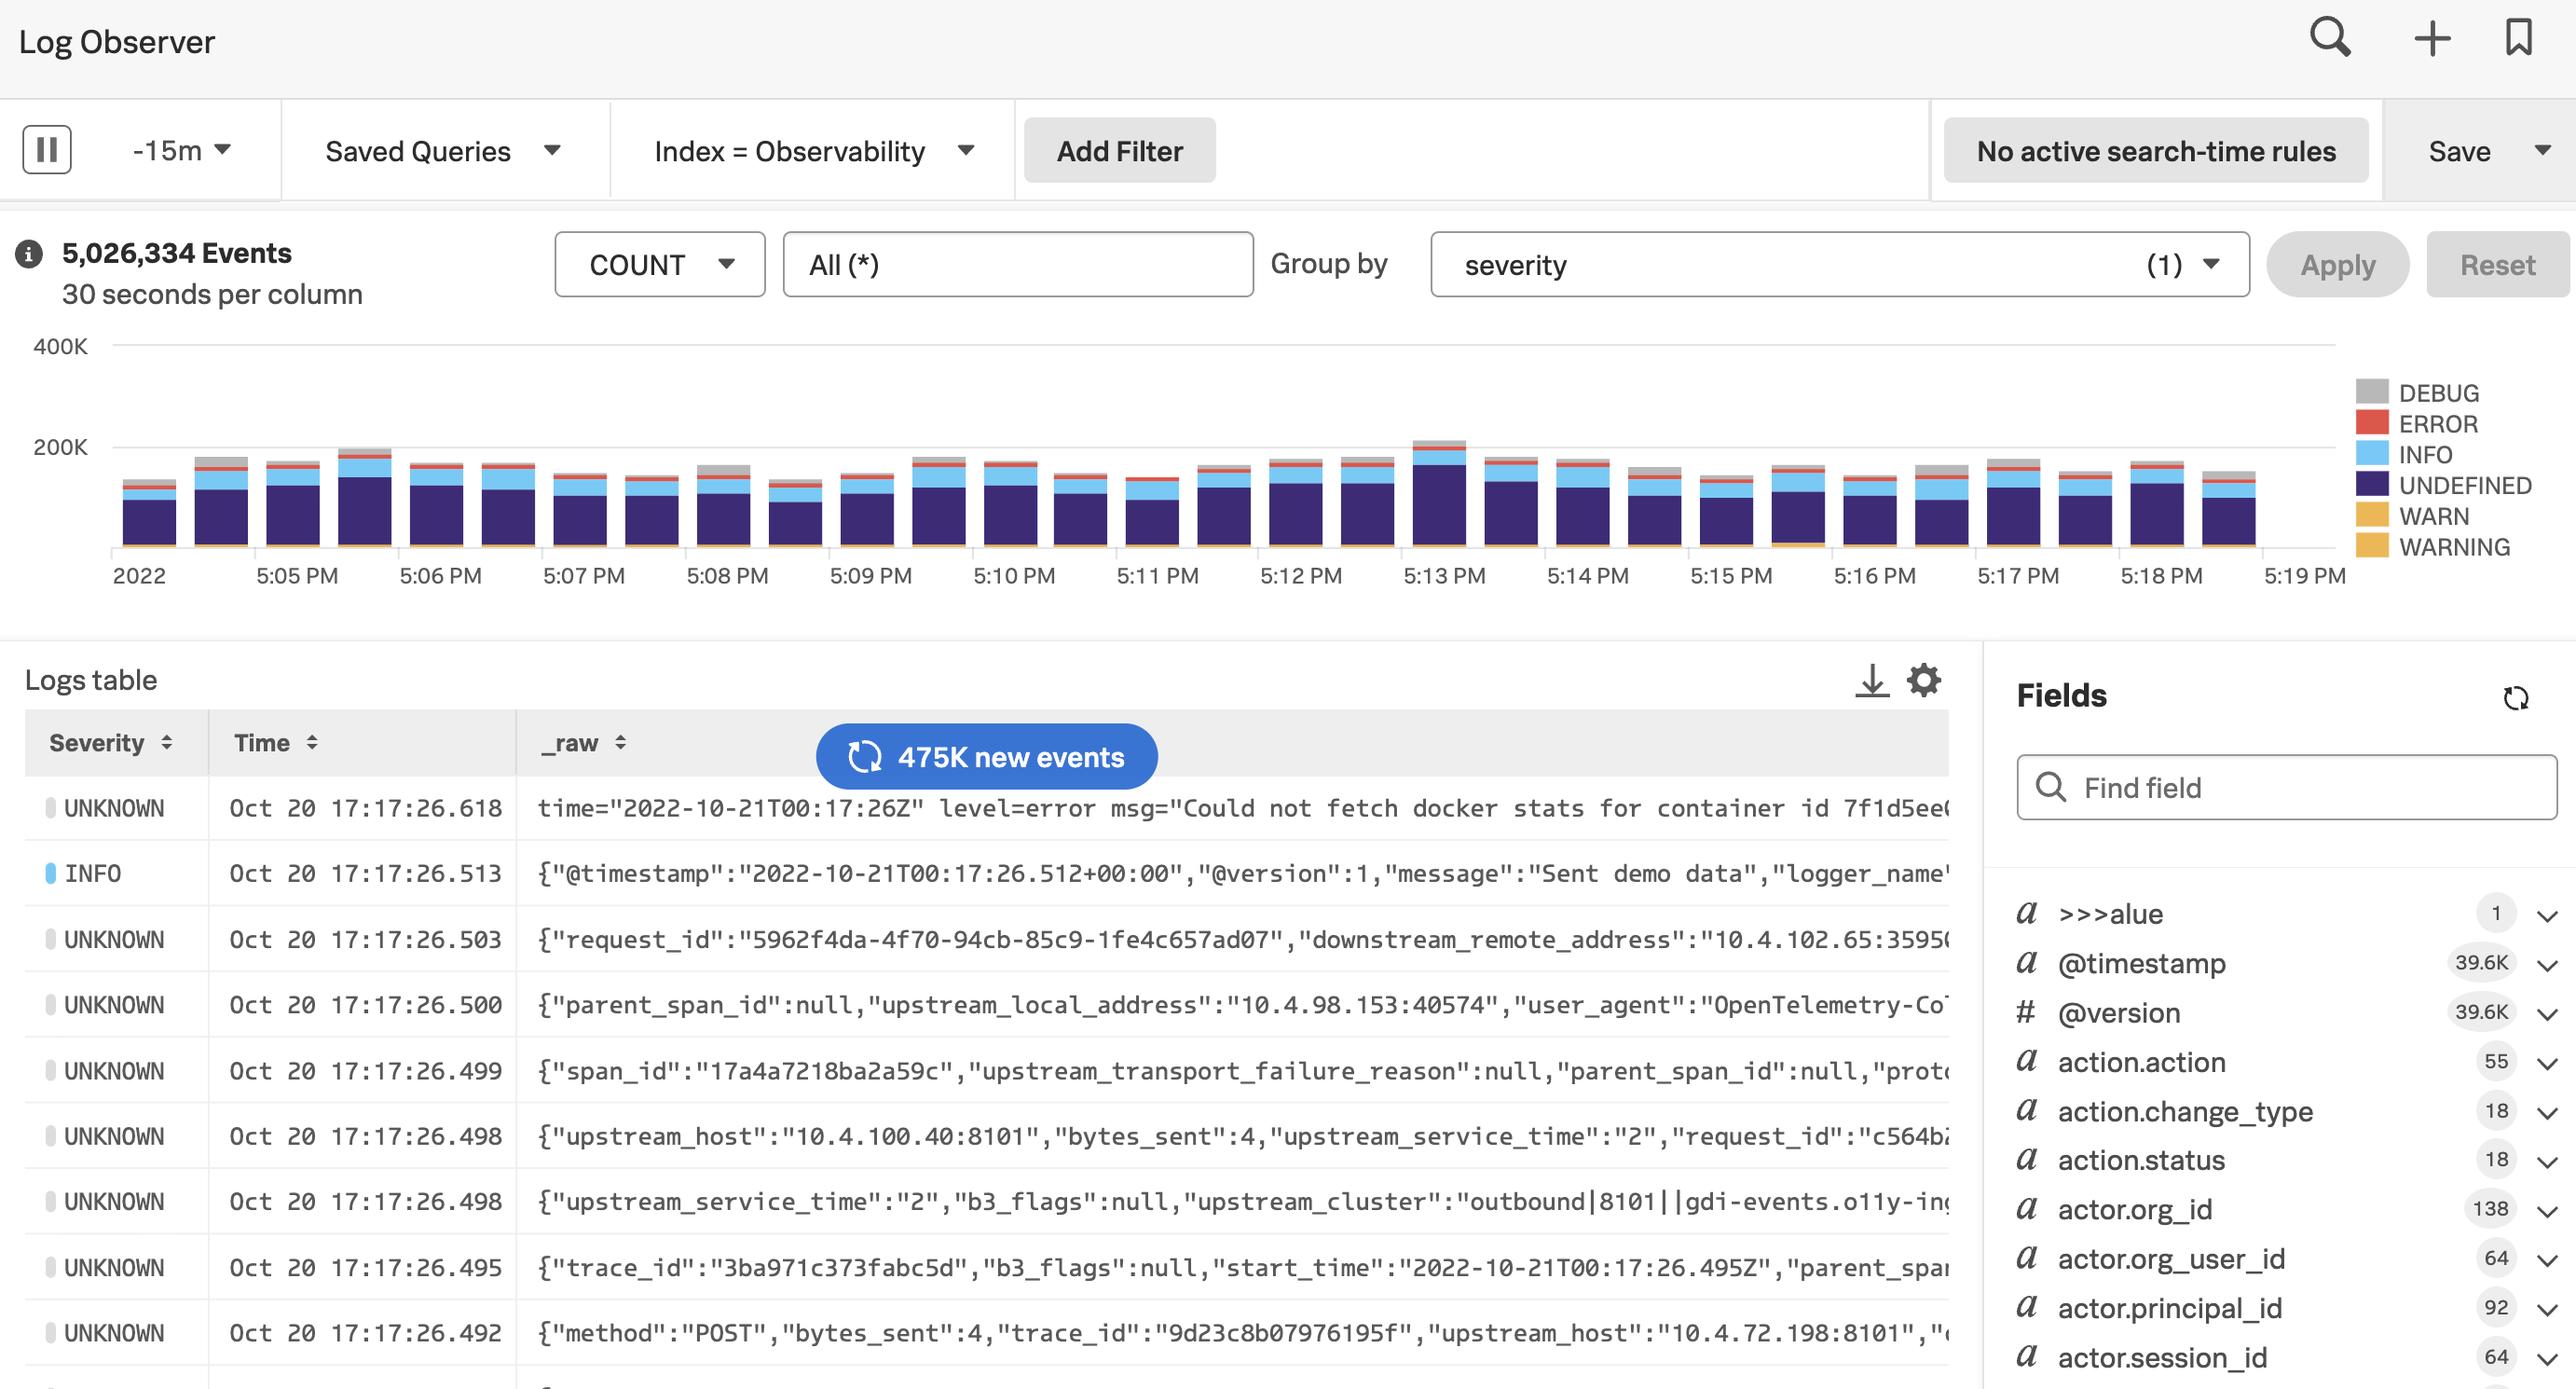 Log Observer
-15m Saved Queries Index = Observability Add Filter No active search-time rules Save
5,026,334 Events
30 seconds per column
COUNT All (*) Group by severity (1) Apply Reset
400K
200K
DEBUG
ERROR
INFO
UNDEFINED
WARN
WARNING
2022 5:05 PM 5:06 PM 5:07 PM 5:08 PM 5:09 PM 5:10 PM 5:11 PM 5:12 PM 5:13 PM 5:14 PM 5:15 PM 5:16 PM 5:17 PM 5:18 PM 5:19 PM
Logs table
Severity Time _raw
475K new events
UNKNOWN Oct 20 17:17:26.618 time="2022-10-21T00:17:26Z" level=error msg="Could not fetch docker stats for container id 7f1d5ee
INFO Oct 20 17:17:26.513 {"@timestamp":"2022-10-21T00:17:26.512+00:00","@version":1,"message":"Sent demo data","logger_name"
UNKNOWN Oct 20 17:17:26.503 {"request_id":"5962f4da-4f70-94cb-85c9-1fe4c657ad07","downstream_remote_address":"10.4.102.65:3595
UNKNOWN Oct 20 17:17:26.500 {"parent_span_id":null,"upstream_local_address":"10.4.98.153:40574","user_agent":"OpenTelemetry-Co
UNKNOWN Oct 20 17:17:26.499 {"span_id":"17a4a7218ba2a59c","upstream_transport_failure_reason":null,"parent_span_id":null,"proto
UNKNOWN Oct 20 17:17:26.498 {"upstream_host":"10.4.100.40:8101","bytes_sent":4,"upstream_service_time":"2","request_id":"c564b
UNKNOWN Oct 20 17:17:26.498 {"upstream_service_time":"2","b3_flags":null,"upstream_cluster":"outbound|8101||gdi-events.o11y-ing
UNKNOWN Oct 20 17:17:26.495 {"trace_id":"3ba971c373fabc5d","b3_flags":null,"start_time":"2022-10-21T00:17:26.495Z","parent_span
UNKNOWN Oct 20 17:17:26.492 {"method":"POST","bytes_sent":4,"trace_id":"9d23c8b07976195f","upstream_host":"10.4.72.198:8101","
Fields
Find field
a >>>alue 1
a @timestamp 39.6K
# @version 39.6K
a action.action 55
a action.change_type 18
a action.status 18
a actor.org_id 138
a actor.org_user_id 64
a actor.principal_id 92
a actor.session_id 64